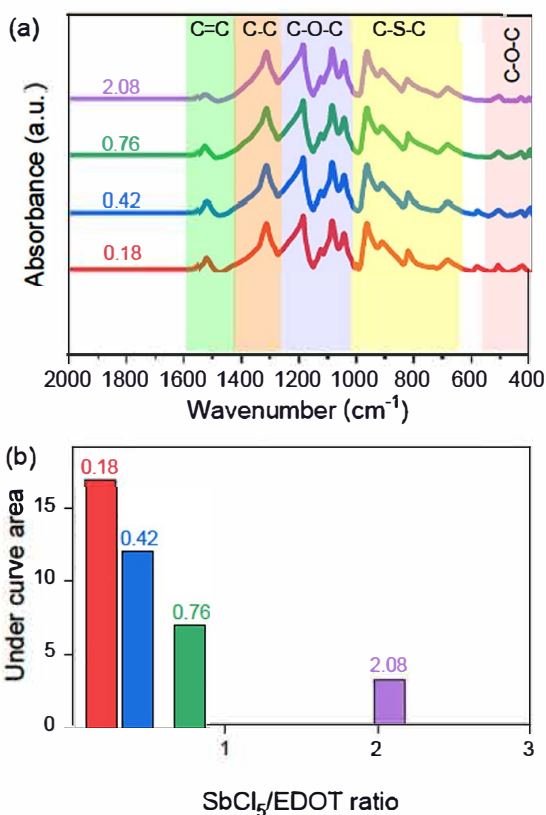 (a)
C=C C-C C-O-C C-S-C C-O-C
2.08
0.76
0.42
0.18
Absorbance (a.u.)
2000 1800 1600 1400 1200 1000 800 600 400
Wavenumber (cm⁻¹)
(b)
0.18
0.42
0.76
2.08
Under curve area
15
10
5
0
1 2 3
SbCl₅/EDOT ratio